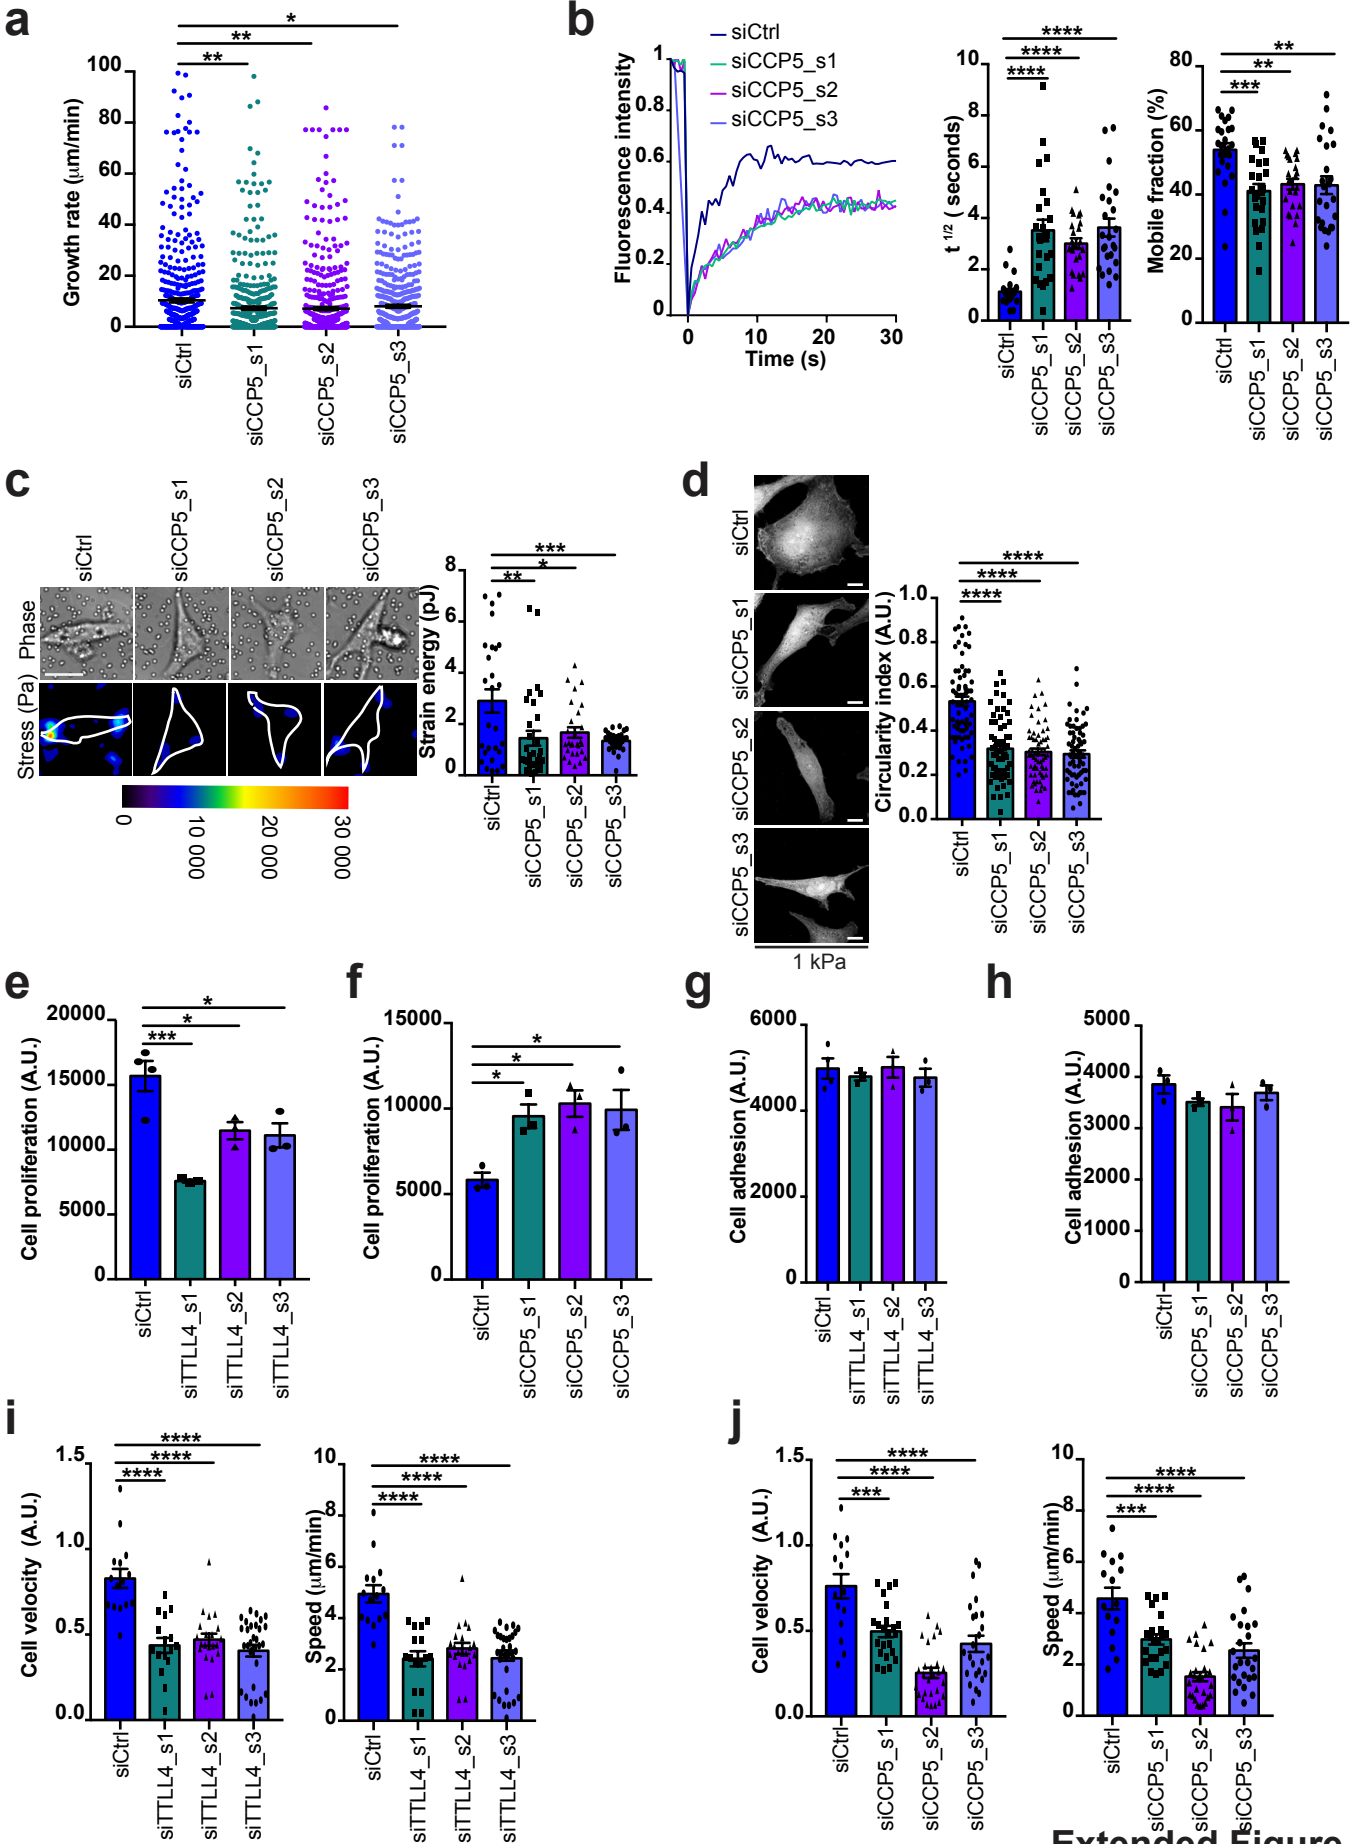 a
*
**
**
Growth rate (μm/min)
100
80
60
40
20
0
siCtrl
siCCP5_s1
siCCP5_s2
siCCP5_s3
b
siCtrl
siCCP5_s1
siCCP5_s2
siCCP5_s3
Fluorescence intensity
1
0.8
0.6
0.4
0.2
0
0
10
20
30
Time (s)
****
****
****
t 1/2 ( seconds)
10
8
6
4
2
0
siCtrl
siCCP5_s1
siCCP5_s2
siCCP5_s3
**
**
***
Mobile fraction (%)
80
60
40
20
0
siCtrl
siCCP5_s1
siCCP5_s2
siCCP5_s3
c
siCtrl
siCCP5_s1
siCCP5_s2
siCCP5_s3
Phase
Stress (Pa)
0
10 000
20 000
30 000
***
*
**
Strain energy (pJ)
8
6
4
2
0
siCtrl
siCCP5_s1
siCCP5_s2
siCCP5_s3
d
siCtrl
siCCP5_s1
siCCP5_s2
siCCP5_s3
1 kPa
****
****
****
Circularity index (A.U.)
1.0
0.8
0.6
0.4
0.2
0.0
siCtrl
siCCP5_s1
siCCP5_s2
siCCP5_s3
e
*
*
***
Cell proliferation (A.U.)
20000
15000
10000
5000
0
siCtrl
siTTLL4_s1
siTTLL4_s2
siTTLL4_s3
f
*
*
*
Cell proliferation (A.U.)
15000
10000
5000
0
siCtrl
siCCP5_s1
siCCP5_s2
siCCP5_s3
g
Cell adhesion (A.U.)
6000
4000
2000
0
siCtrl
siTTLL4_s1
siTTLL4_s2
siTTLL4_s3
h
Cell adhesion (A.U.)
5000
4000
3000
2000
1000
0
siCtrl
siCCP5_s1
siCCP5_s2
siCCP5_s3
i
****
****
****
Cell velocity (A.U.)
1.5
1.0
0.5
0.0
siCtrl
siTTLL4_s1
siTTLL4_s2
siTTLL4_s3
****
****
****
Speed (μm/min)
10
8
6
4
2
0
siCtrl
siTTLL4_s1
siTTLL4_s2
siTTLL4_s3
j
****
****
***
Cell velocity (A.U.)
1.5
1.0
0.5
0.0
siCtrl
siCCP5_s1
siCCP5_s2
siCCP5_s3
****
****
***
Speed (μm/min)
10
8
6
4
2
0
siCtrl
siCCP5_s1
siCCP5_s2
siCCP5_s3
Extended Figure